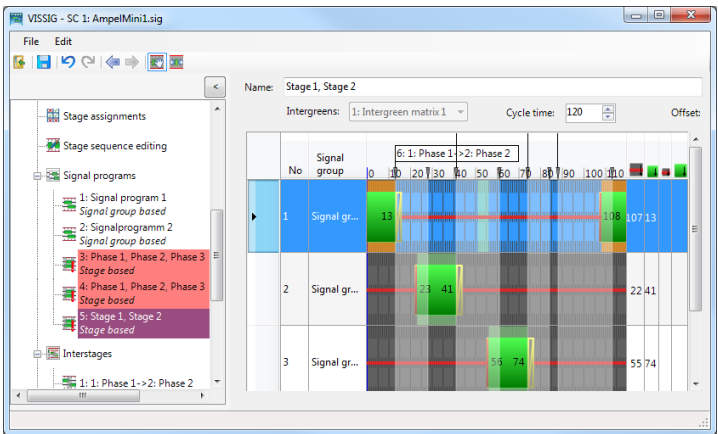 VISSIG - SC 1: AmpelMini1.sig
File Edit
<
Name: Stage 1, Stage 2
Intergreens: 1: Intergreen matrix 1 Cycle time: 120 Offset:
Stage assignments
Stage sequence editing
Signal programs
1: Signal program 1
Signal group based
2: Signalprogramm 2
Signal group based
3: Phase 1, Phase 2, Phase 3
Stage based
4: Phase 1, Phase 2, Phase 3
Stage based
5: Stage 1, Stage 2
Stage based
Interstages
1: 1: Phase 1->2: Phase 2
6: 1: Phase 1->2: Phase 2
No Signal group 0 10 20 30 40 50 60 70 80 90 100 110
1 Signal gr... 13 108 107 13
2 Signal gr... 23 41 22 41
3 Signal gr... 56 74 55 74